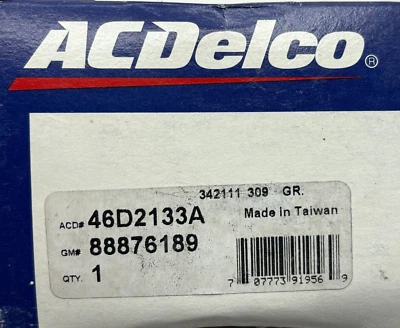 ACDelco®
342111 309 GR.
ACD# 46D2133A Made in Taiwan
GM# 88876189
QTY. 1
7 07773 91956 9